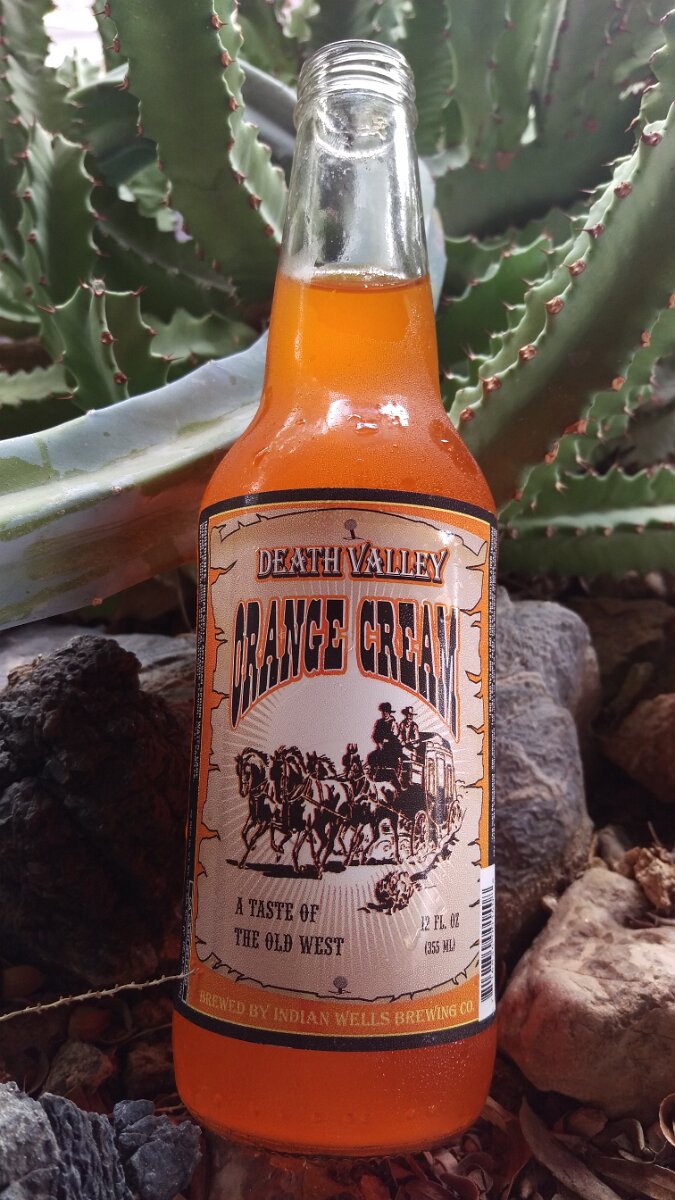 DEATH VALLEY
ORANGE CREAM
A TASTE OF
THE OLD WEST
12 FL. OZ
(355 ML)
BREWED BY INDIAN WELLS BREWING CO.